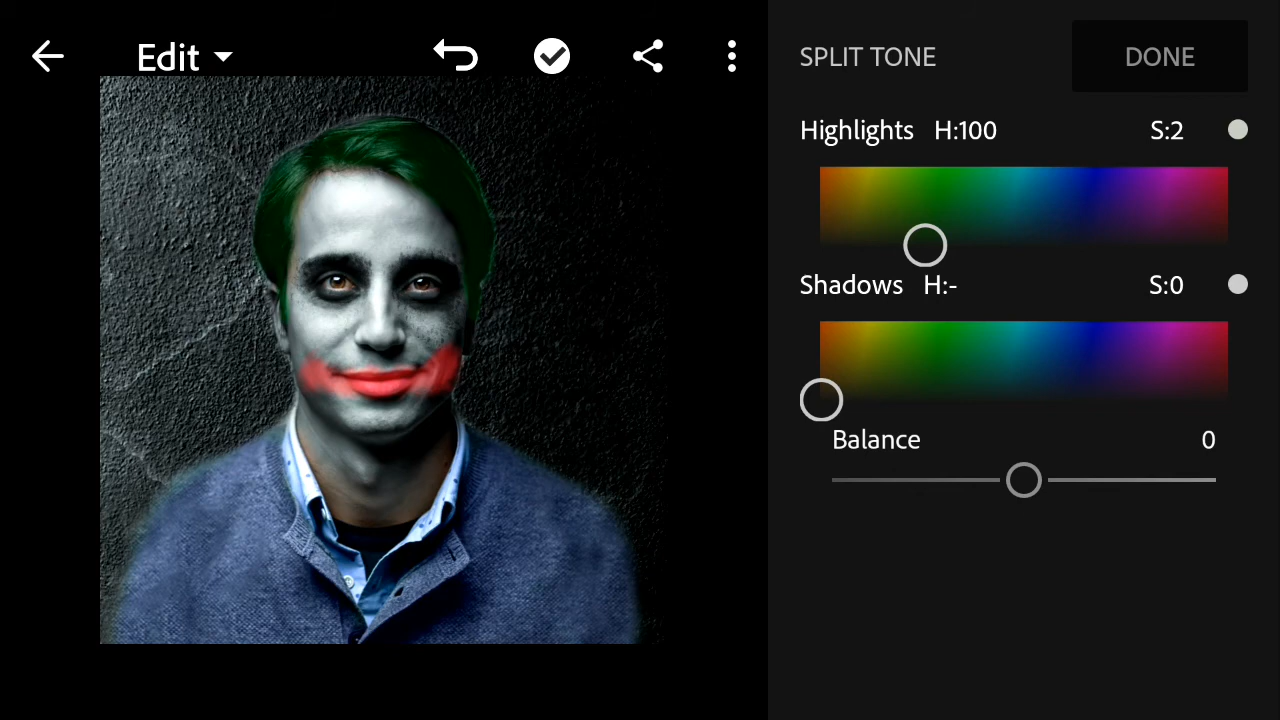 Edit
SPLIT TONE
DONE
Highlights H:100 S:2
Shadows H:- S:0
Balance 0